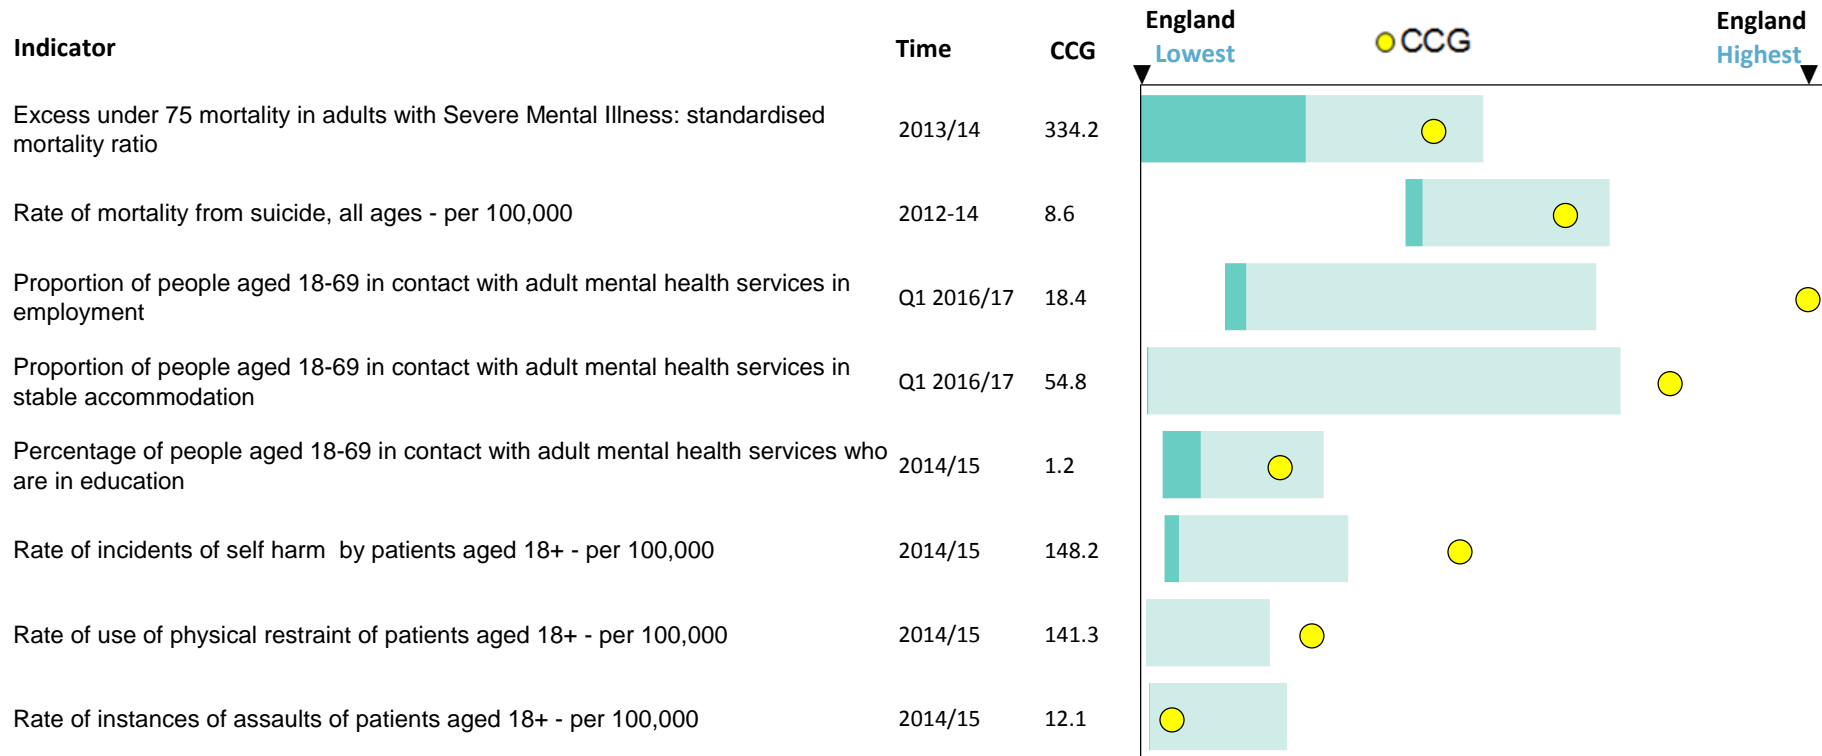 Indicator Time CCG England Lowest CCG England Highest
Excess under 75 mortality in adults with Severe Mental Illness: standardised
mortality ratio
2013/14 334.2
Rate of mortality from suicide, all ages - per 100,000 2012-14 8.6
Proportion of people aged 18-69 in contact with adult mental health services in
employment
Q1 2016/17 18.4
Proportion of people aged 18-69 in contact with adult mental health services in
stable accommodation
Q1 2016/17 54.8
Percentage of people aged 18-69 in contact with adult mental health services who
are in education
2014/15 1.2
Rate of incidents of self harm  by patients aged 18+ - per 100,000 2014/15 148.2
Rate of use of physical restraint of patients aged 18+ - per 100,000 2014/15 141.3
Rate of instances of assaults of patients aged 18+ - per 100,000 2014/15 12.1